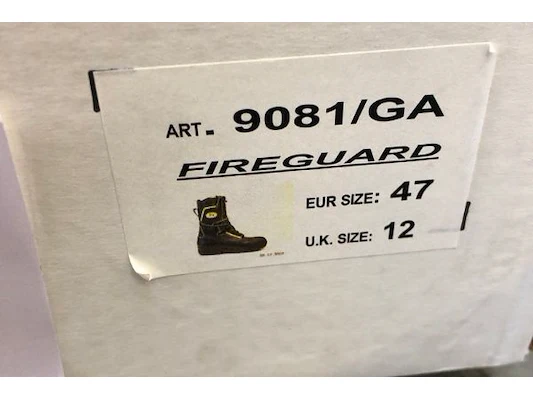 ART. 9081/GA
FIREGUARD
EUR SIZE: 47
U.K. SIZE: 12